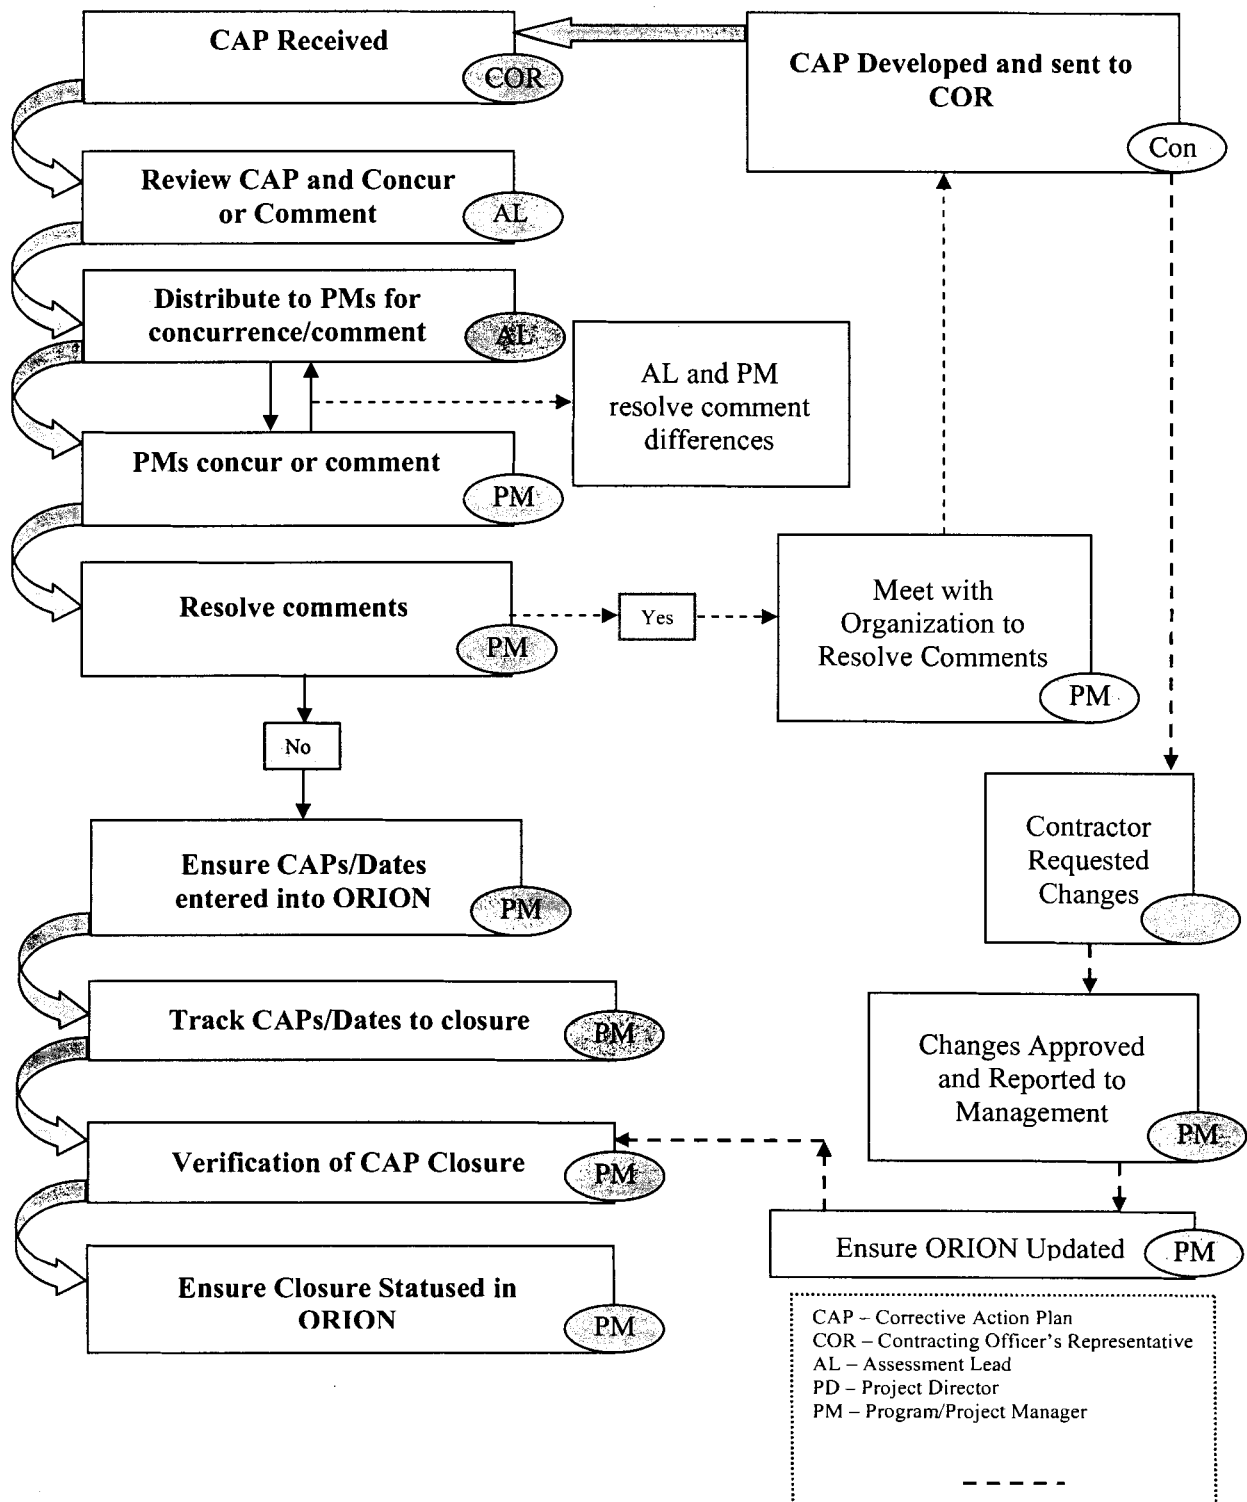 CAP Received
COR
CAP Developed and sent to
COR
Con
Review CAP and Concur
or Comment
AL
Distribute to PMs for
concurrence/comment
AL
AL and PM
resolve comment
differences
PMs concur or comment
PM
Resolve comments
PM
Yes
Meet with
Organization to
Resolve Comments
PM
No
Contractor
Requested
Changes
Ensure CAPs/Dates
entered into ORION
PM
Track CAPs/Dates to closure
PM
Changes Approved
and Reported to
Management
PM
Verification of CAP Closure
PM
Ensure ORION Updated
PM
Ensure Closure Statused in
ORION
PM
CAP – Corrective Action Plan
COR – Contracting Officer's Representative
AL – Assessment Lead
PD – Project Director
PM – Program/Project Manager